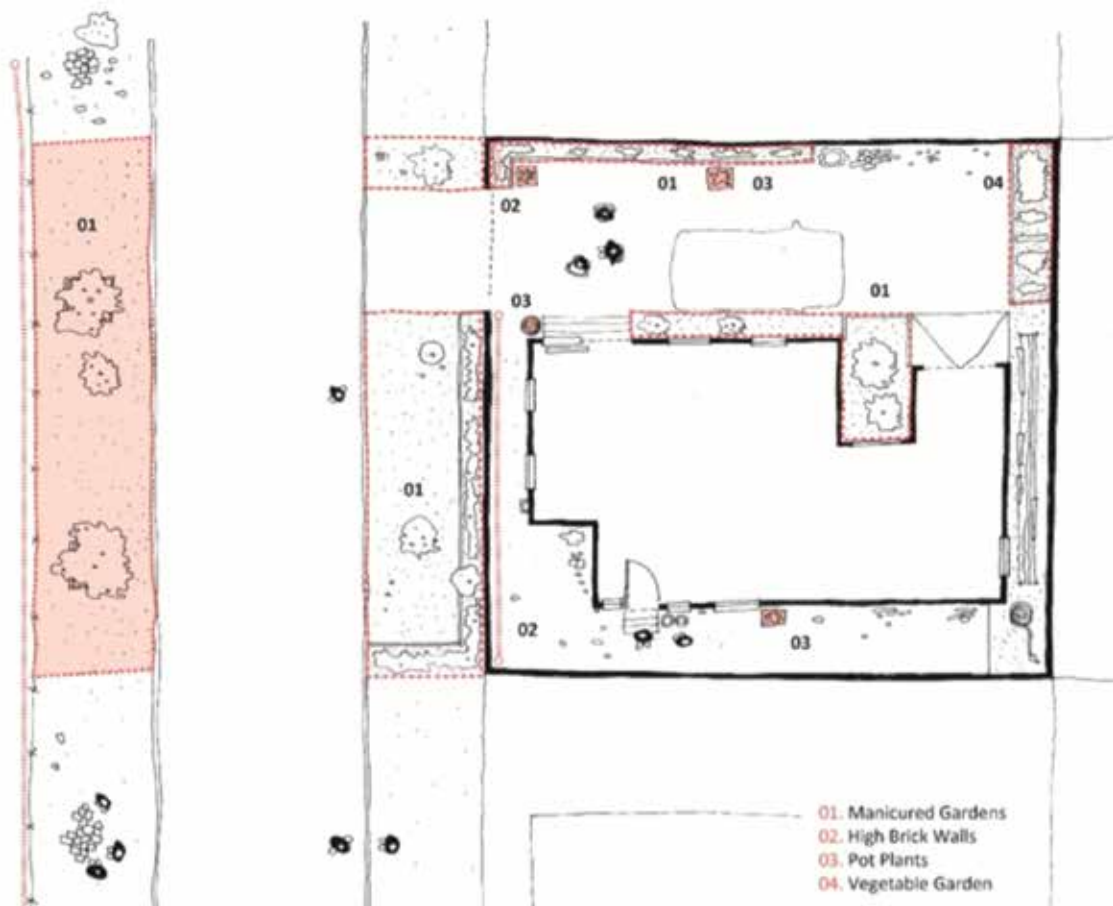 01
03
04
02
01
01
03
01
02
03
01. Manicured Gardens
02. High Brick Walls
03. Pot Plants
04. Vegetable Garden